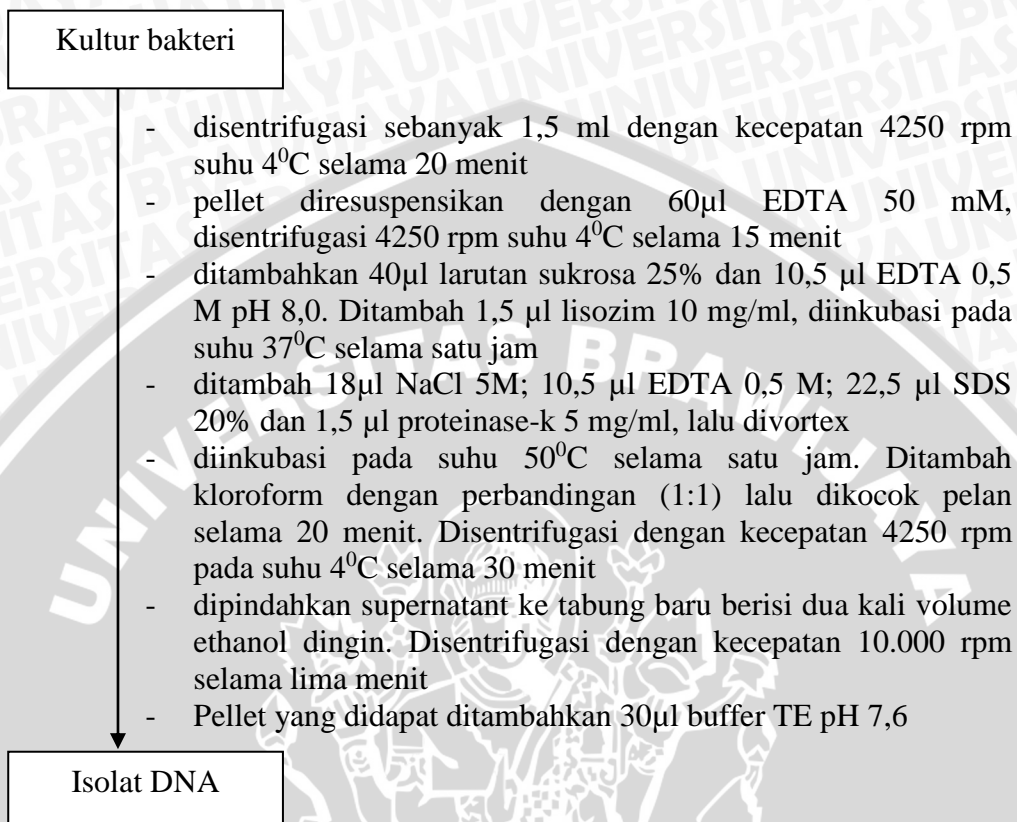 Kultur bakteri
- disentrifugasi sebanyak 1,5 ml dengan kecepatan 4250 rpm
suhu 4⁰C selama 20 menit
- pellet diresuspensikan dengan 60µl EDTA 50 mM,
disentrifugasi 4250 rpm suhu 4⁰C selama 15 menit
- ditambahkan 40µl larutan sukrosa 25% dan 10,5 µl EDTA 0,5
M pH 8,0. Ditambah 1,5 µl lisozim 10 mg/ml, diinkubasi pada
suhu 37⁰C selama satu jam
- ditambah 18µl NaCl 5M; 10,5 µl EDTA 0,5 M; 22,5 µl SDS
20% dan 1,5 µl proteinase-k 5 mg/ml, lalu divortex
- diinkubasi pada suhu 50⁰C selama satu jam. Ditambah
kloroform dengan perbandingan (1:1) lalu dikocok pelan
selama 20 menit. Disentrifugasi dengan kecepatan 4250 rpm
pada suhu 4⁰C selama 30 menit
- dipindahkan supernatant ke tabung baru berisi dua kali volume
ethanol dingin. Disentrifugasi dengan kecepatan 10.000 rpm
selama lima menit
- Pellet yang didapat ditambahkan 30µl buffer TE pH 7,6
Isolat DNA
UNIVERSITAS BRAWIJAYA